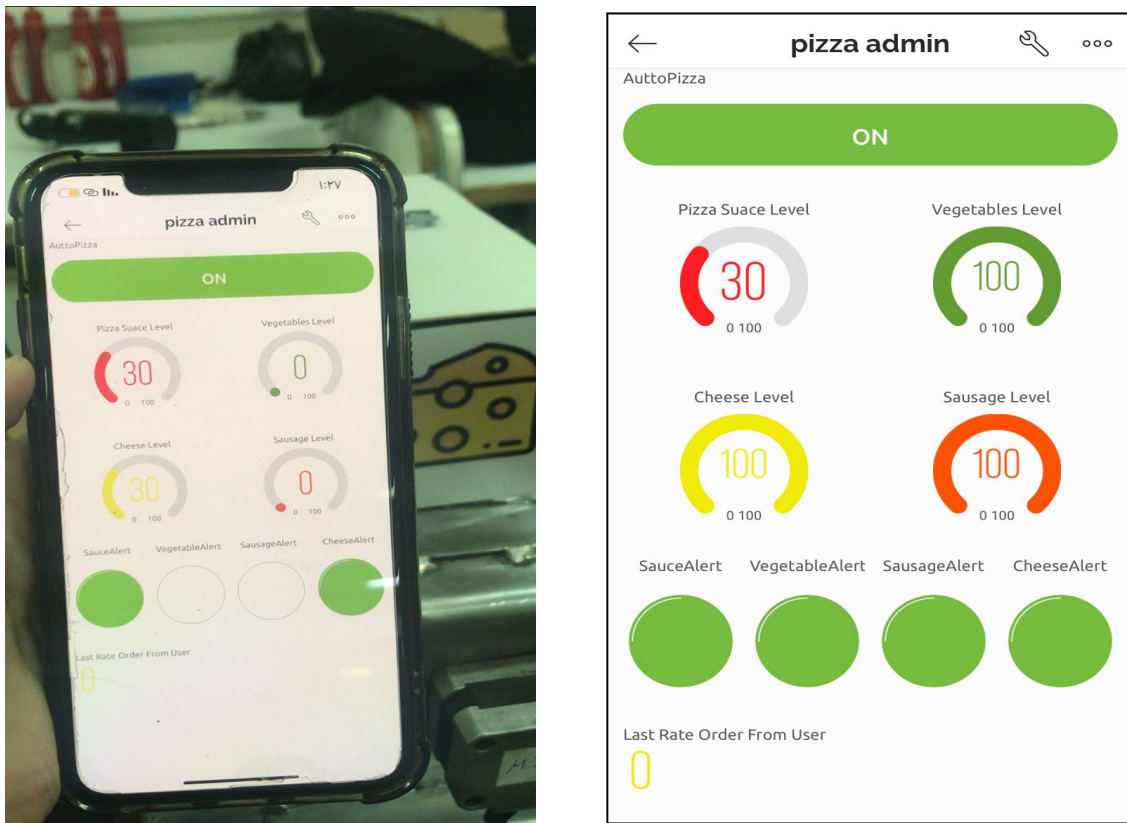 ١:٢٧
pizza admin
AuttoPizza
ON
Pizza Suace Level
Vegetables Level
30
0
0 100
0 100
Cheese Level
Sausage Level
30
0
0 100
0 100
SauceAlert VegetableAlert SausageAlert CheeseAlert
Last Rate Order From User
0
pizza admin
AuttoPizza
ON
Pizza Suace Level
Vegetables Level
30
100
0 100
0 100
Cheese Level
Sausage Level
100
100
0 100
0 100
SauceAlert VegetableAlert SausageAlert CheeseAlert
Last Rate Order From User
0